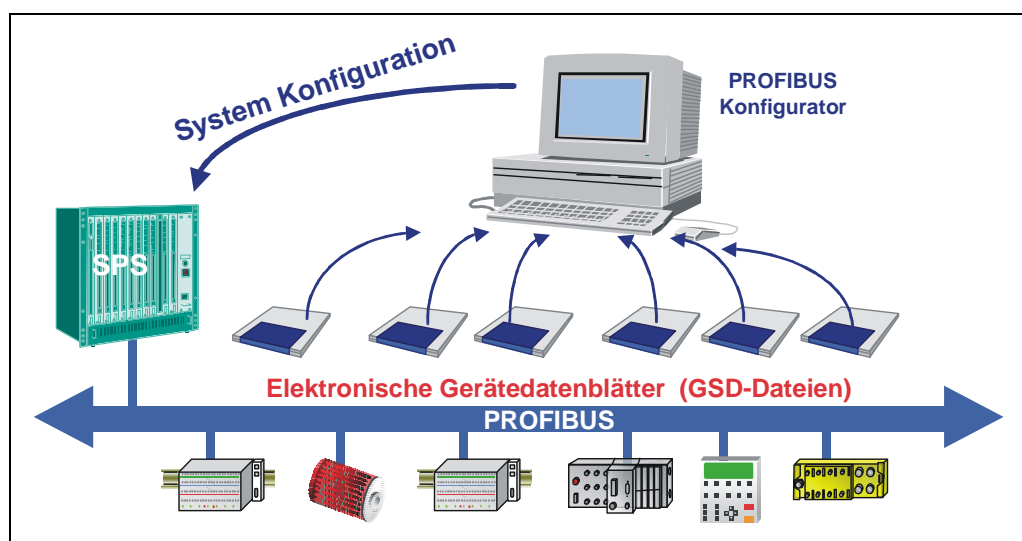 System Konfiguration
PROFIBUS
Konfigurator
SPS
Elektronische Gerätedatenblätter (GSD-Dateien)
PROFIBUS